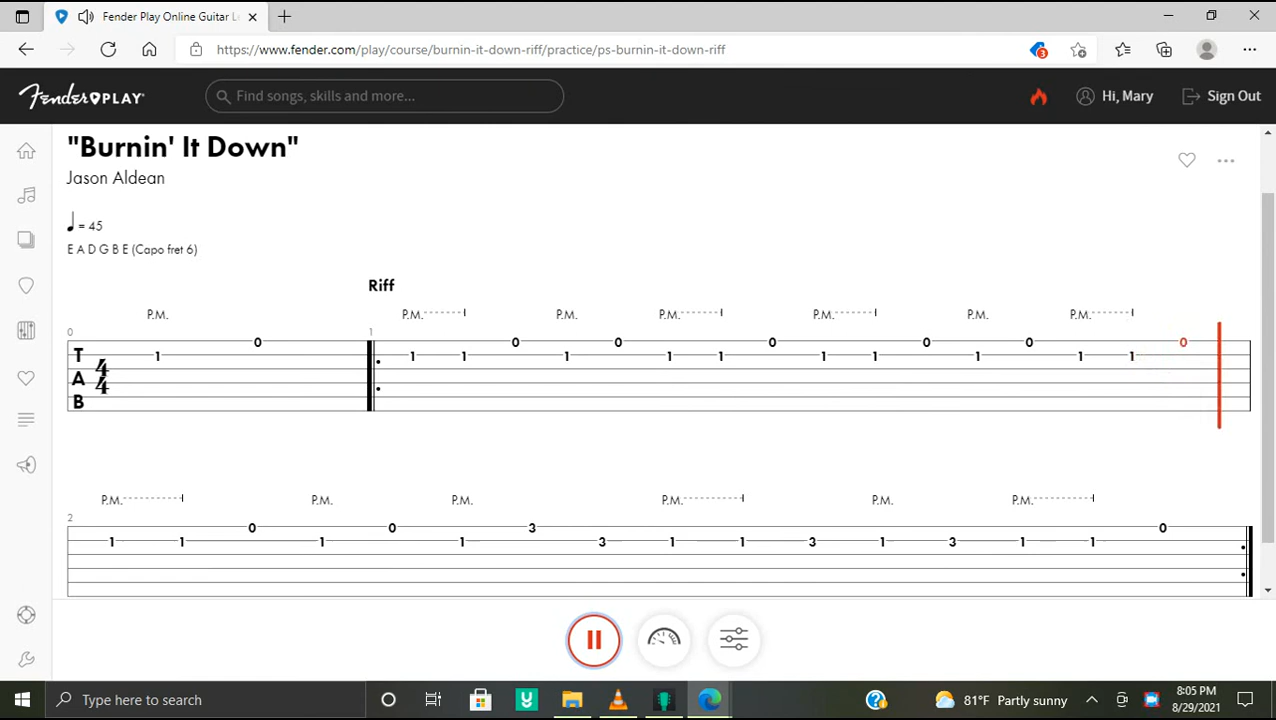 Fender Play Online Guitar Le
https://www.fender.com/play/course/burnin-it-down-riff/practice/ps-burnin-it-down-riff
3
Fender PLAY
Find songs, skills and more...
Hi, Mary
Sign Out
"Burnin' It Down"
Jason Aldean
= 45
E A D G B E (Capo fret 6)
Riff
P.M. P.M. P.M. P.M. P.M. P.M. P.M.
0 1
0 0 0 0 0 0 0
T 1 1 1 1 1 1 1 1 1 1 1
A
B
4
4
P.M. P.M. P.M. P.M. P.M. P.M.
2
0 0 3 0
1 1 1 1 3 1 1 3 1 3 1 1
Type here to search
81°F Partly sunny
8:05 PM
8/29/2021